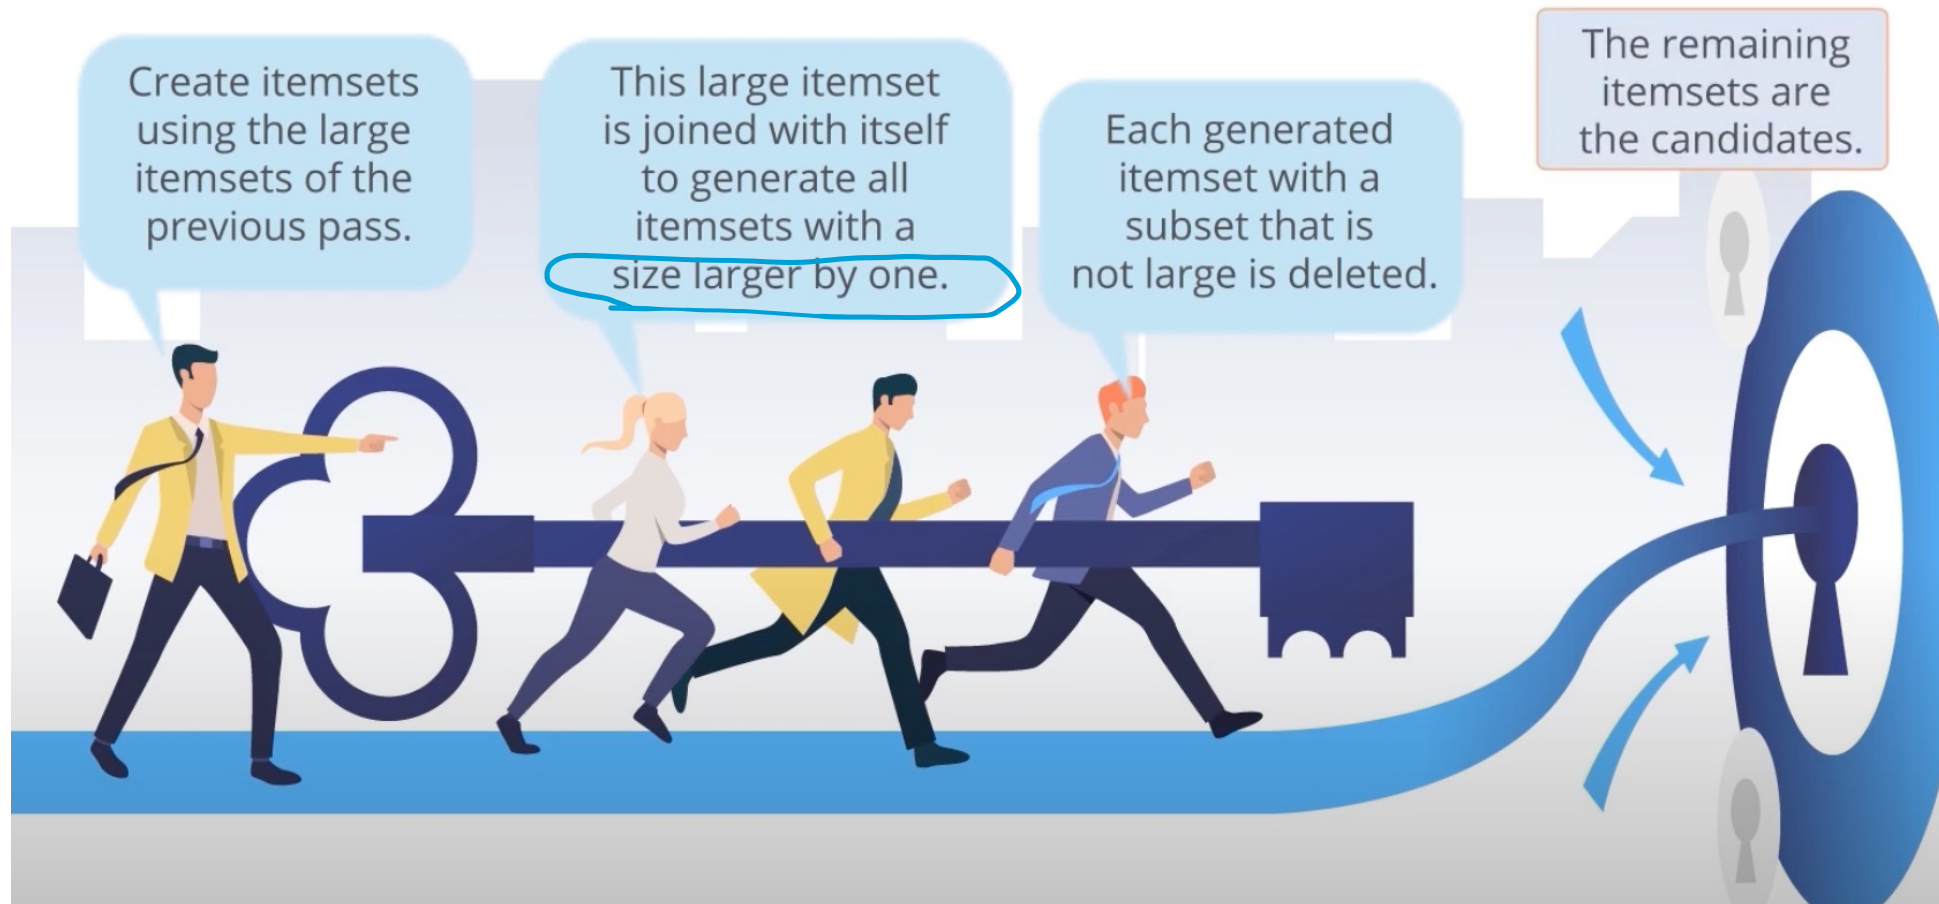 Create itemsets
using the large
itemsets of the
previous pass.
This large itemset
is joined with itself
to generate all
itemsets with a
size larger by one.
Each generated
itemset with a
subset that is
not large is deleted.
The remaining
itemsets are
the candidates.